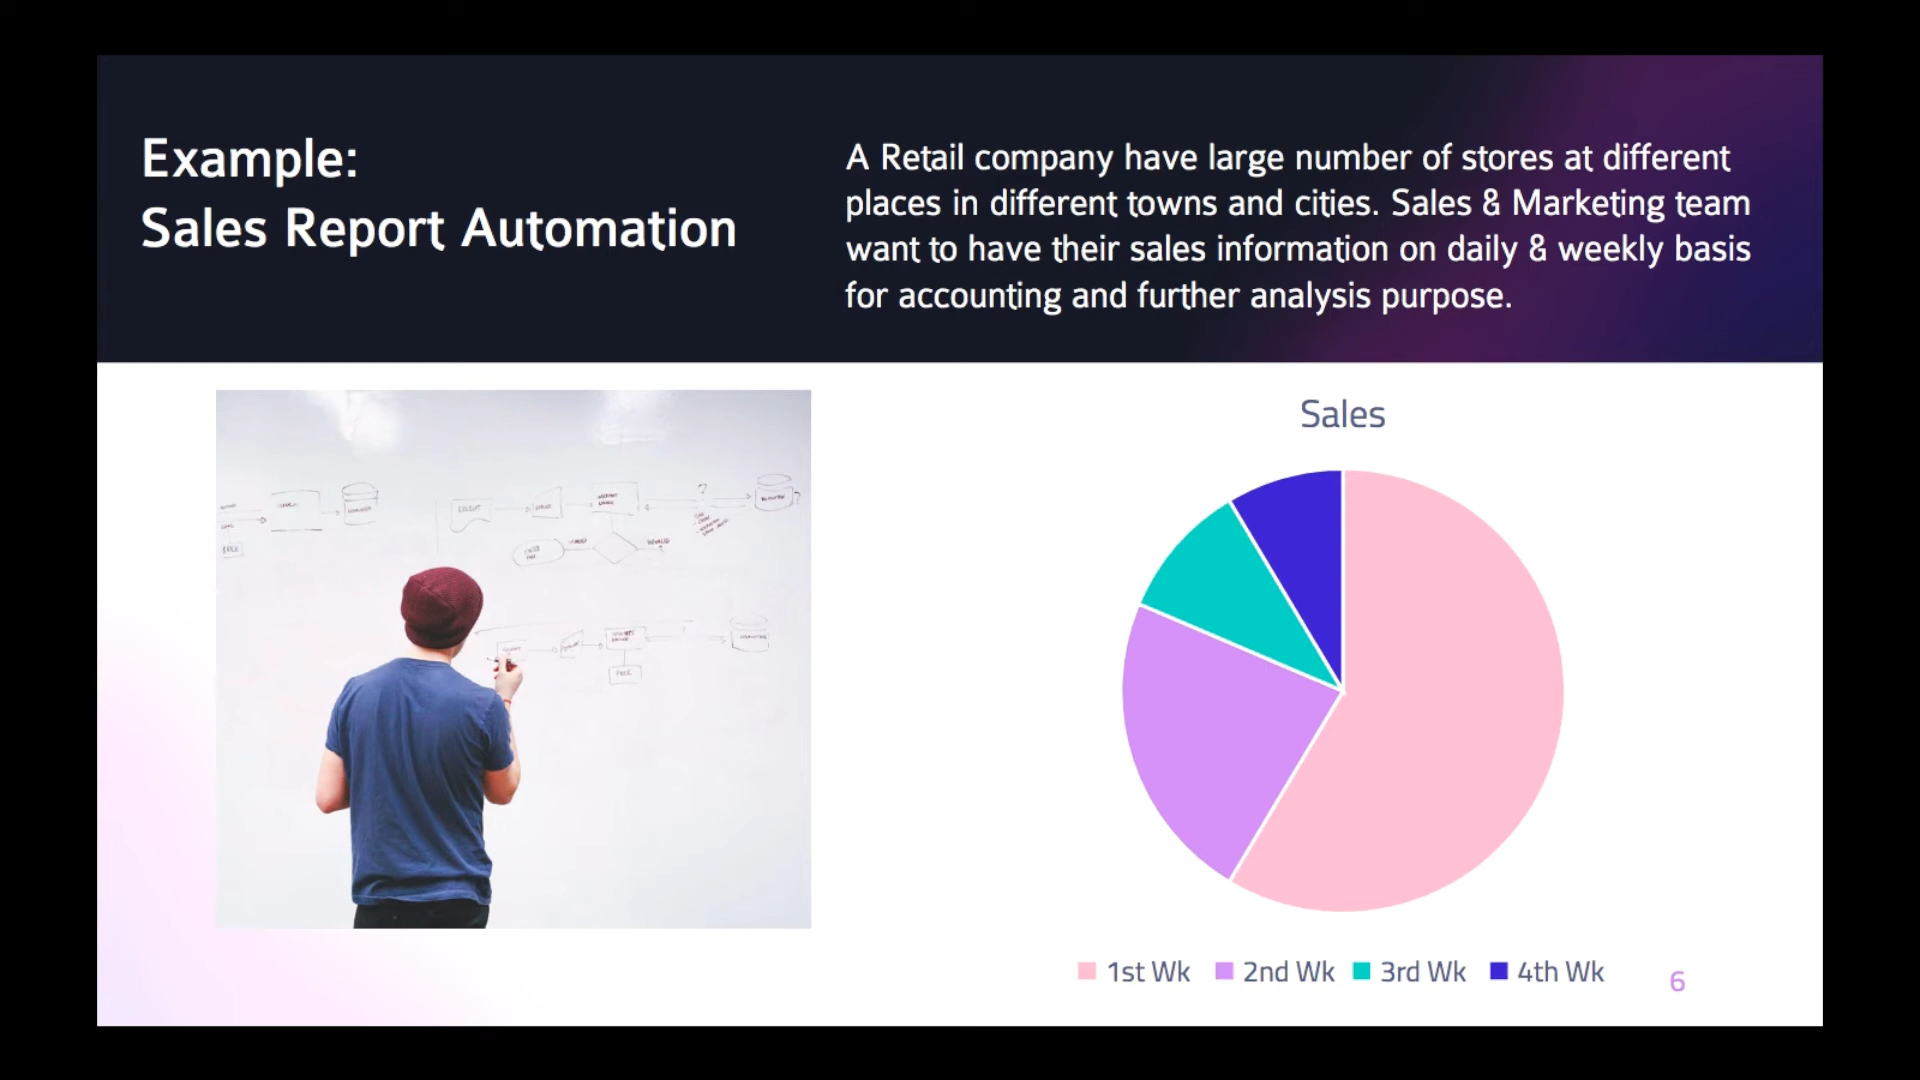 Example:
Sales Report Automation
A Retail company have large number of stores at different
places in different towns and cities. Sales & Marketing team
want to have their sales information on daily & weekly basis
for accounting and further analysis purpose.
Sales
1st Wk
2nd Wk
3rd Wk
4th Wk
6